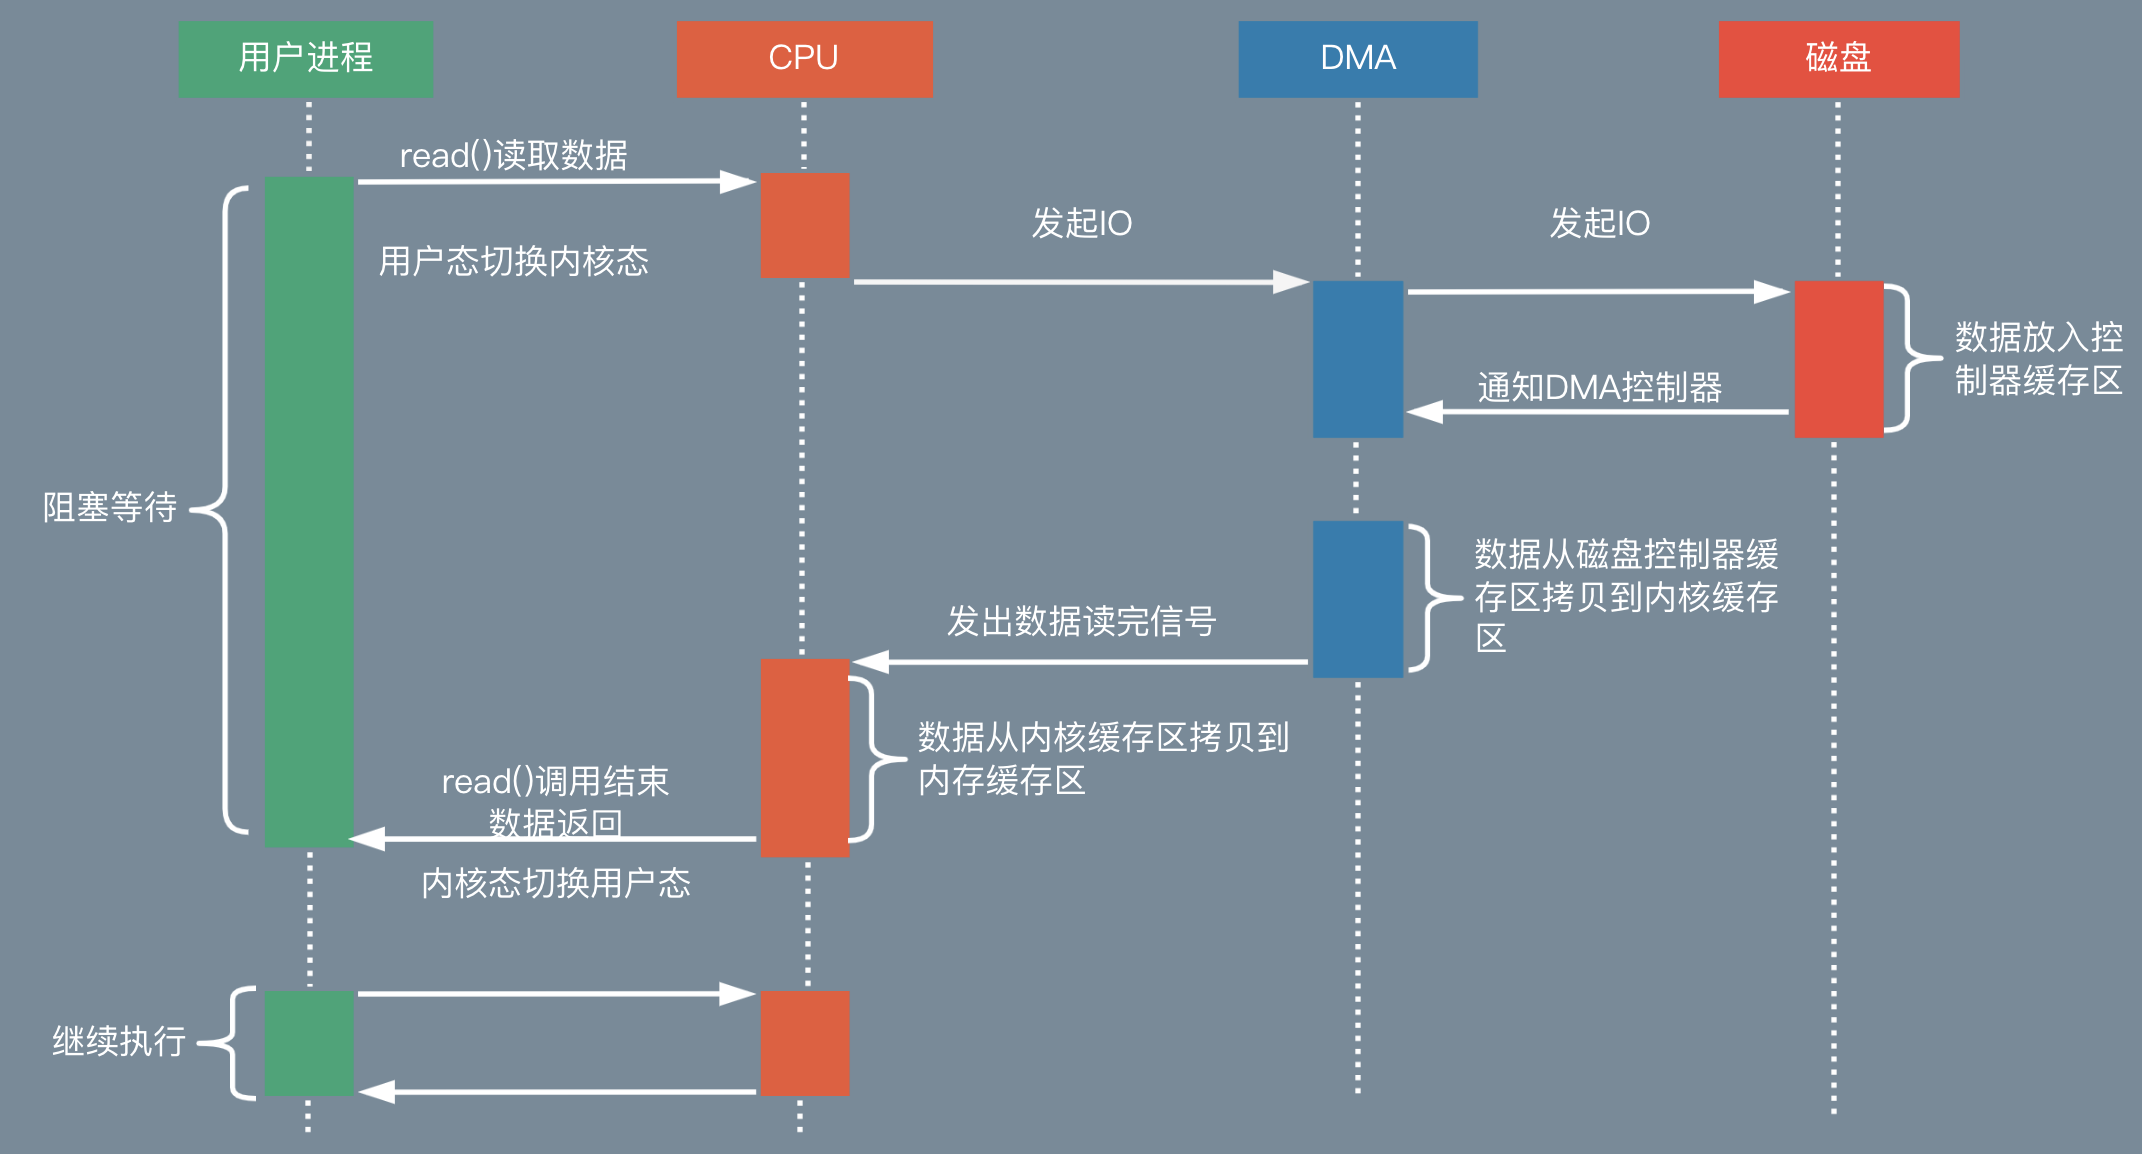 用户进程
CPU
DMA
磁盘
read()读取数据
用户态切换内核态
发起IO
发起IO
数据放入控
制器缓存区
通知DMA控制器
阻塞等待
数据从磁盘控制器缓
存区拷贝到内核缓存
区
发出数据读完信号
数据从内核缓存区拷贝到
内存缓存区
read()调用结束
数据返回
内核态切换用户态
继续执行